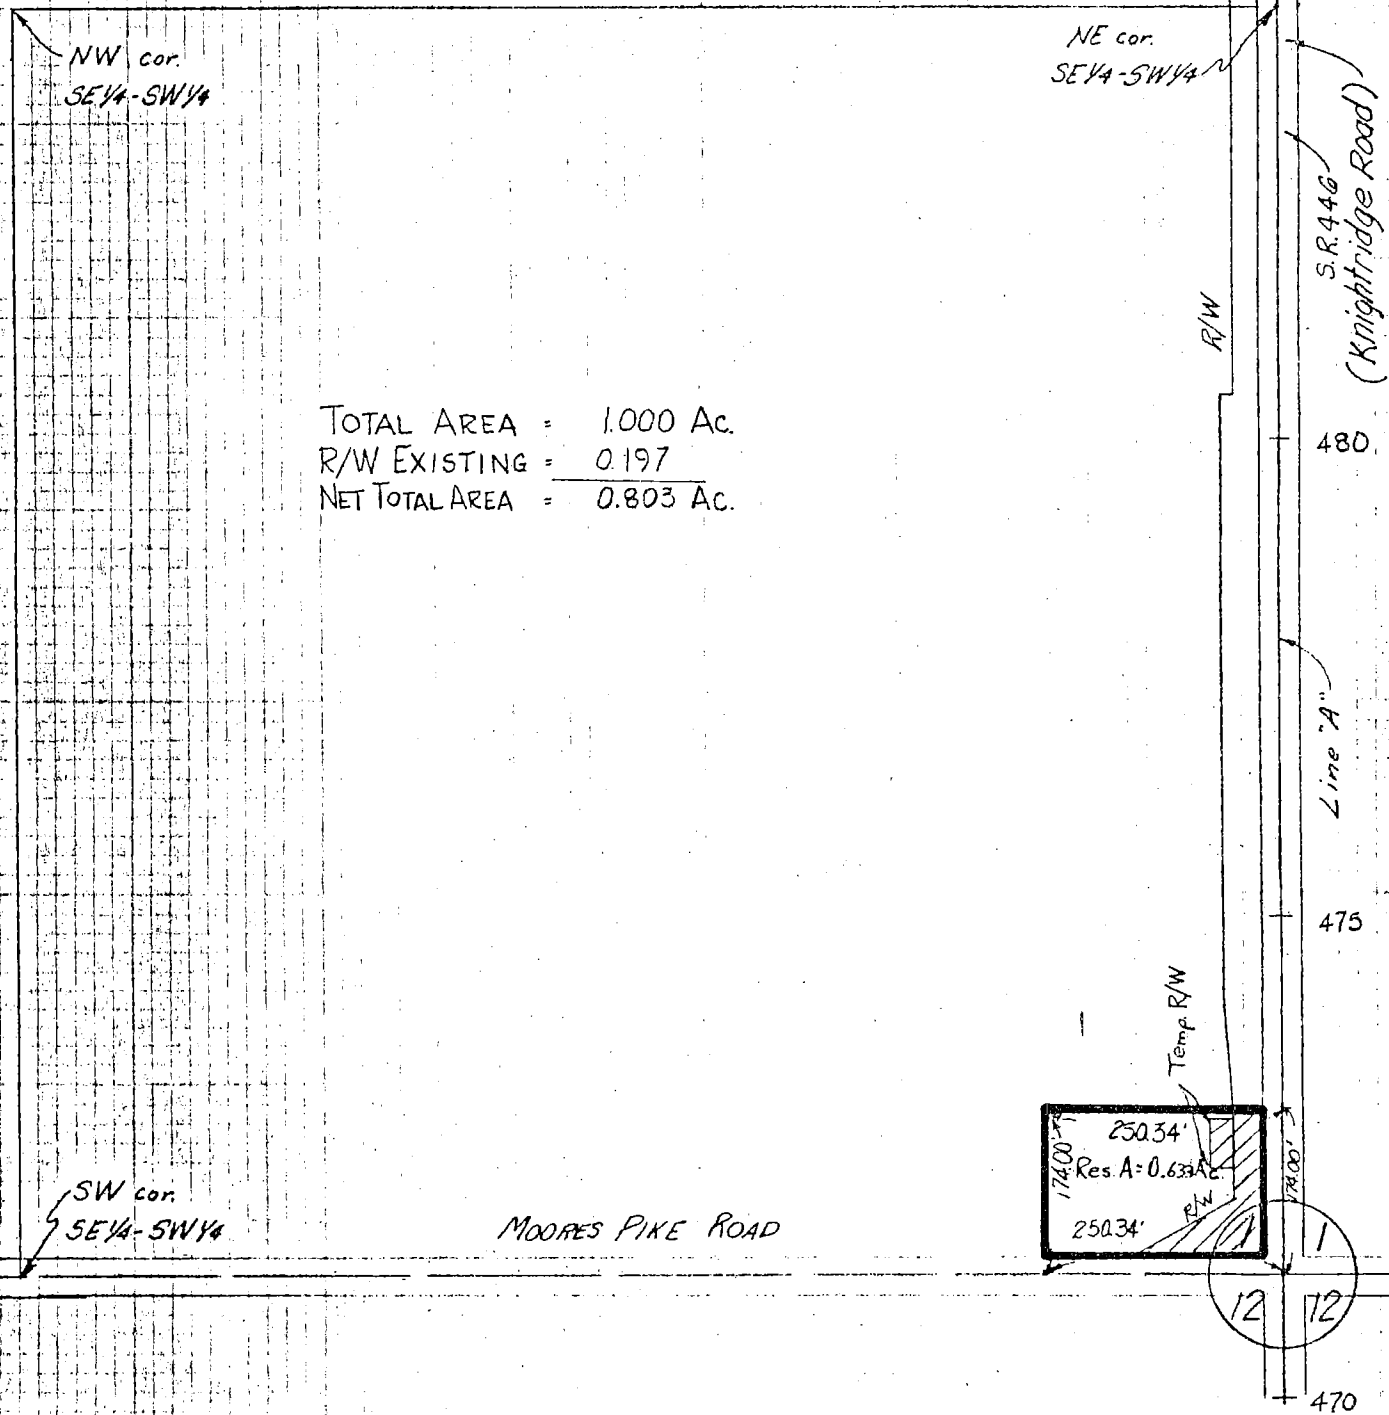 NW cor.
SE1/4-SW1/4
NE cor.
SE1/4-SW1/4
S.R. 446
(Knightridge Road)
R/W
TOTAL AREA = 1.000 Ac.
R/W EXISTING = 0.197
NET TOTAL AREA = 0.803 Ac.
480
Line "A"
475
Temp. R/W
250.34'
174.00'
Res. A = 0.633 Ac.
174.00'
R/W
250.34'
SW cor.
SE1/4-SW1/4
MOORES PIKE ROAD
1 1
12 12
470